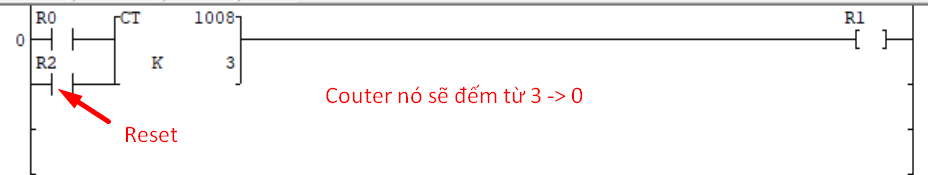 R0 CT 1008 R1
0
R2 K 3
Couter nó sẽ đếm từ 3 -> 0
Reset